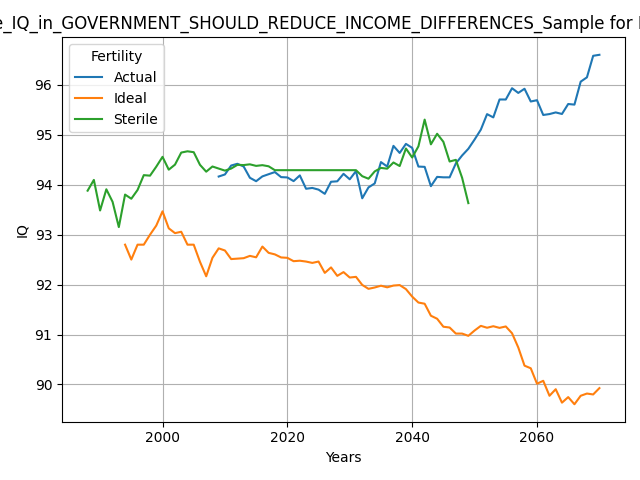 e_IQ_in_GOVERNMENT_SHOULD_REDUCE_INCOME_DIFFERENCES_Sample for
Fertility
Actual
Ideal
Sterile
96
95
94
93
92
91
90
IQ
2000 2020 2040 2060
Years